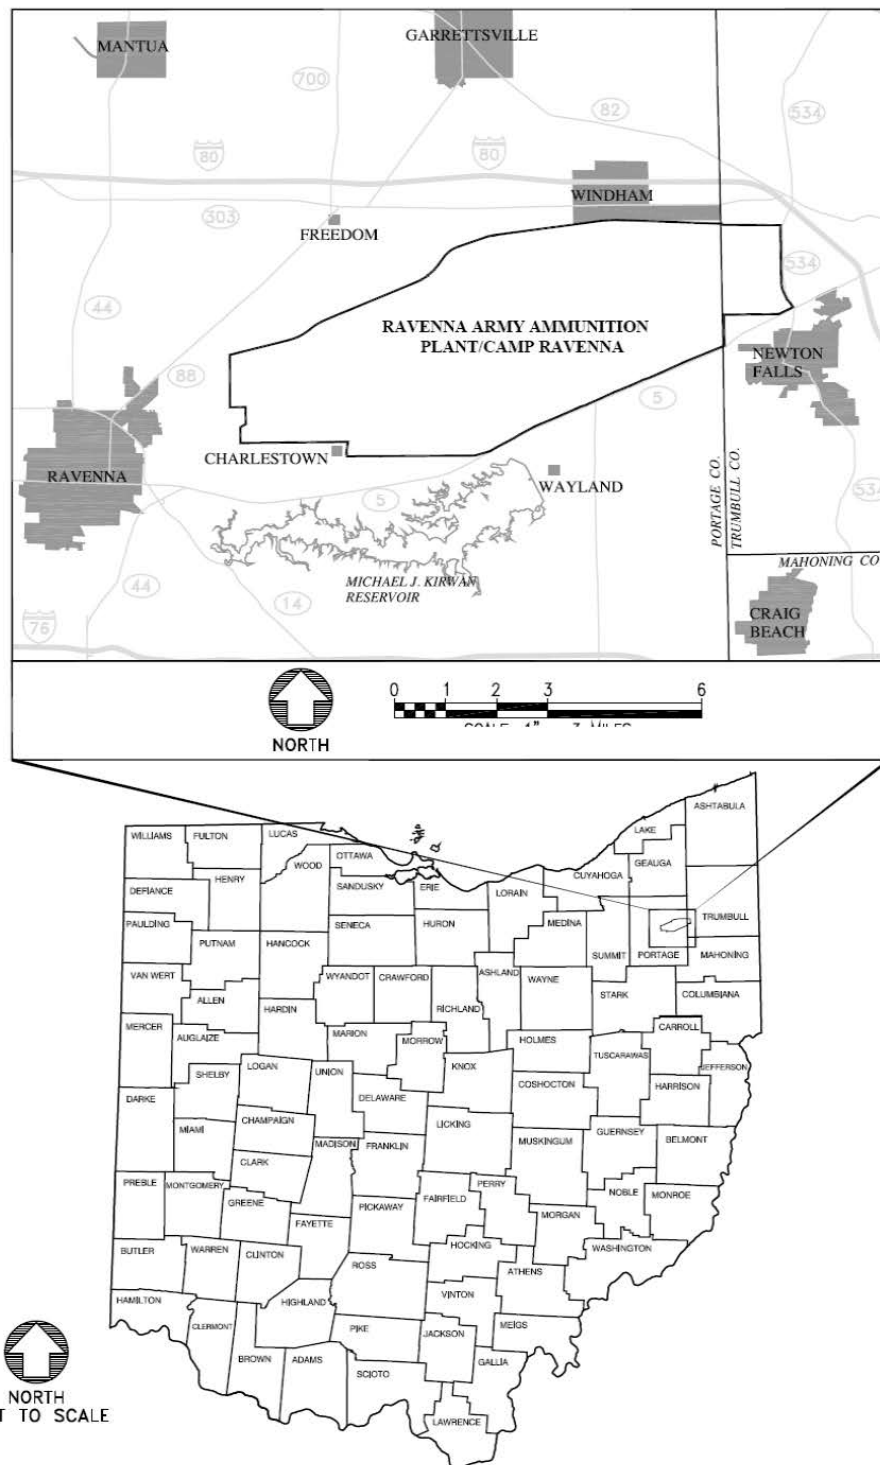 GARRETTSVILLE
MANTUA
700
82
534
80
80
WINDHAM
303
FREEDOM
534
44
RAVENNA ARMY AMMUNITION
PLANT/CAMP RAVENNA
NEWTON
FALLS
88
5
CHARLESTOWN
RAVENNA
WAYLAND
5
534
PORTAGE CO.
TRUMBULL CO.
MAHONING CO
MICHAEL J. KIRWAN
RESERVOIR
44
14
76
CRAIG
BEACH
0 1 2 3 6
NORTH
ASHTABULA
LAKE
WILLIAMS
FULTON
LUCAS
GEAUGA
OTTAWA
WOOD
CUYAHOGA
HENRY
DEFIANCE
SANDUSKY
ERIE
LORAIN
TRUMBULL
PAULDING
SENECA
HURON
MEDINA
PUTNAM
HANCOCK
SUMMIT
PORTAGE
MAHONING
VAN WERT
WYANDOT
CRAWFORD
ASHLAND
WAYNE
STARK
COLUMBIANA
ALLEN
HARDIN
RICHLAND
MERCER
AUGLAIZE
MARION
MORROW
HOLMES
CARROLL
TUSCARAWAS
JEFFERSON
SHELBY
LOGAN
UNION
KNOX
COSHOCTON
HARRISON
DARKE
DELAWARE
MIAMI
CHAMPAIGN
LICKING
MUSKINGUM
GUERNSEY
BELMONT
MADISON
FRANKLIN
CLARK
PREBLE
MONTGOMERY
PERRY
NOBLE
MONROE
GREENE
FAIRFIELD
PICKAWAY
MORGAN
FAYETTE
BUTLER
WARREN
CLINTON
HOCKING
WASHINGTON
ROSS
ATHENS
HAMILTON
HIGHLAND
VINTON
CLERMONT
PIKE
JACKSON
MEIGS
BROWN
ADAMS
SCIOTO
GALLIA
LAWRENCE
NORTH
T TO SCALE